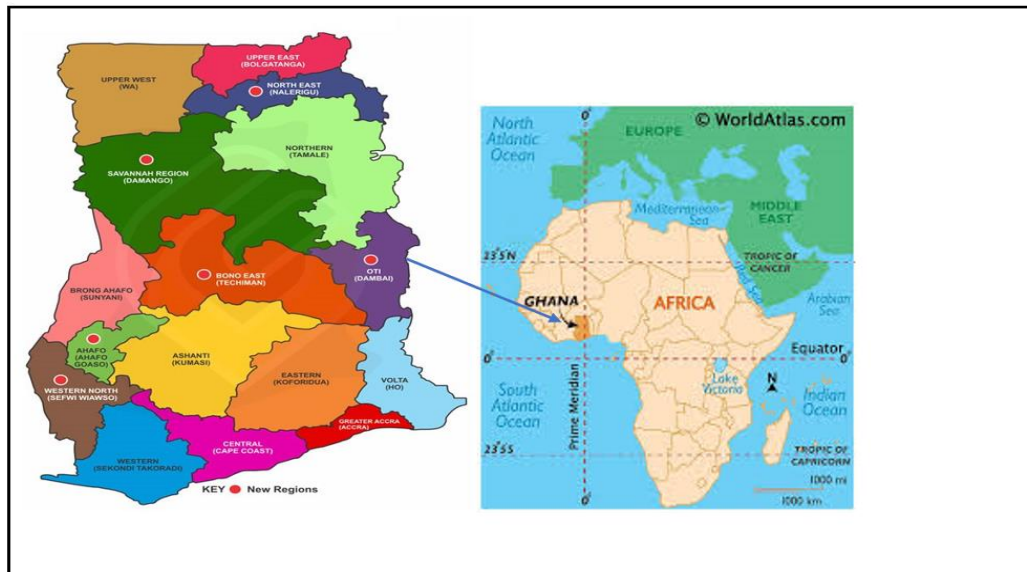 UPPER EAST
(BOLGATANGA)
UPPER WEST
(WA)
NORTH EAST
(NALERIGU)
NORTHERN
(TAMALE)
SAVANNAH REGION
(DAMANGO)
OTI
(DAMBAI)
BONO EAST
(TECHIMAN)
BRONG AHAFO
(SUNYANI)
AHAFO
(AHAFO
GOASO)
ASHANTI
(KUMASI)
EASTERN
(KOFORIDUA)
VOLTA
(HO)
WESTERN NORTH
(SEFWI WIAWSO)
GREATER ACCRA
(ACCRA)
CENTRAL
(CAPE COAST)
WESTERN
(SEKONDI TAKORADI)
KEY New Regions
© WorldAtlas.com
0°
North
Atlantic
Ocean
EUROPE
MIDDLE
EAST
Mediterranean
Sea
23°5'N
TROPIC OF
CANCER
Red Sea
Arabian
Sea
GHANA
AFRICA
Equator
0°
Lake
Victoria
N
South
Atlantic
Ocean
Prime Meridian
Indian
Ocean
23°5'S
TROPIC OF
CAPRICORN
1000 mi
1000 km
0°